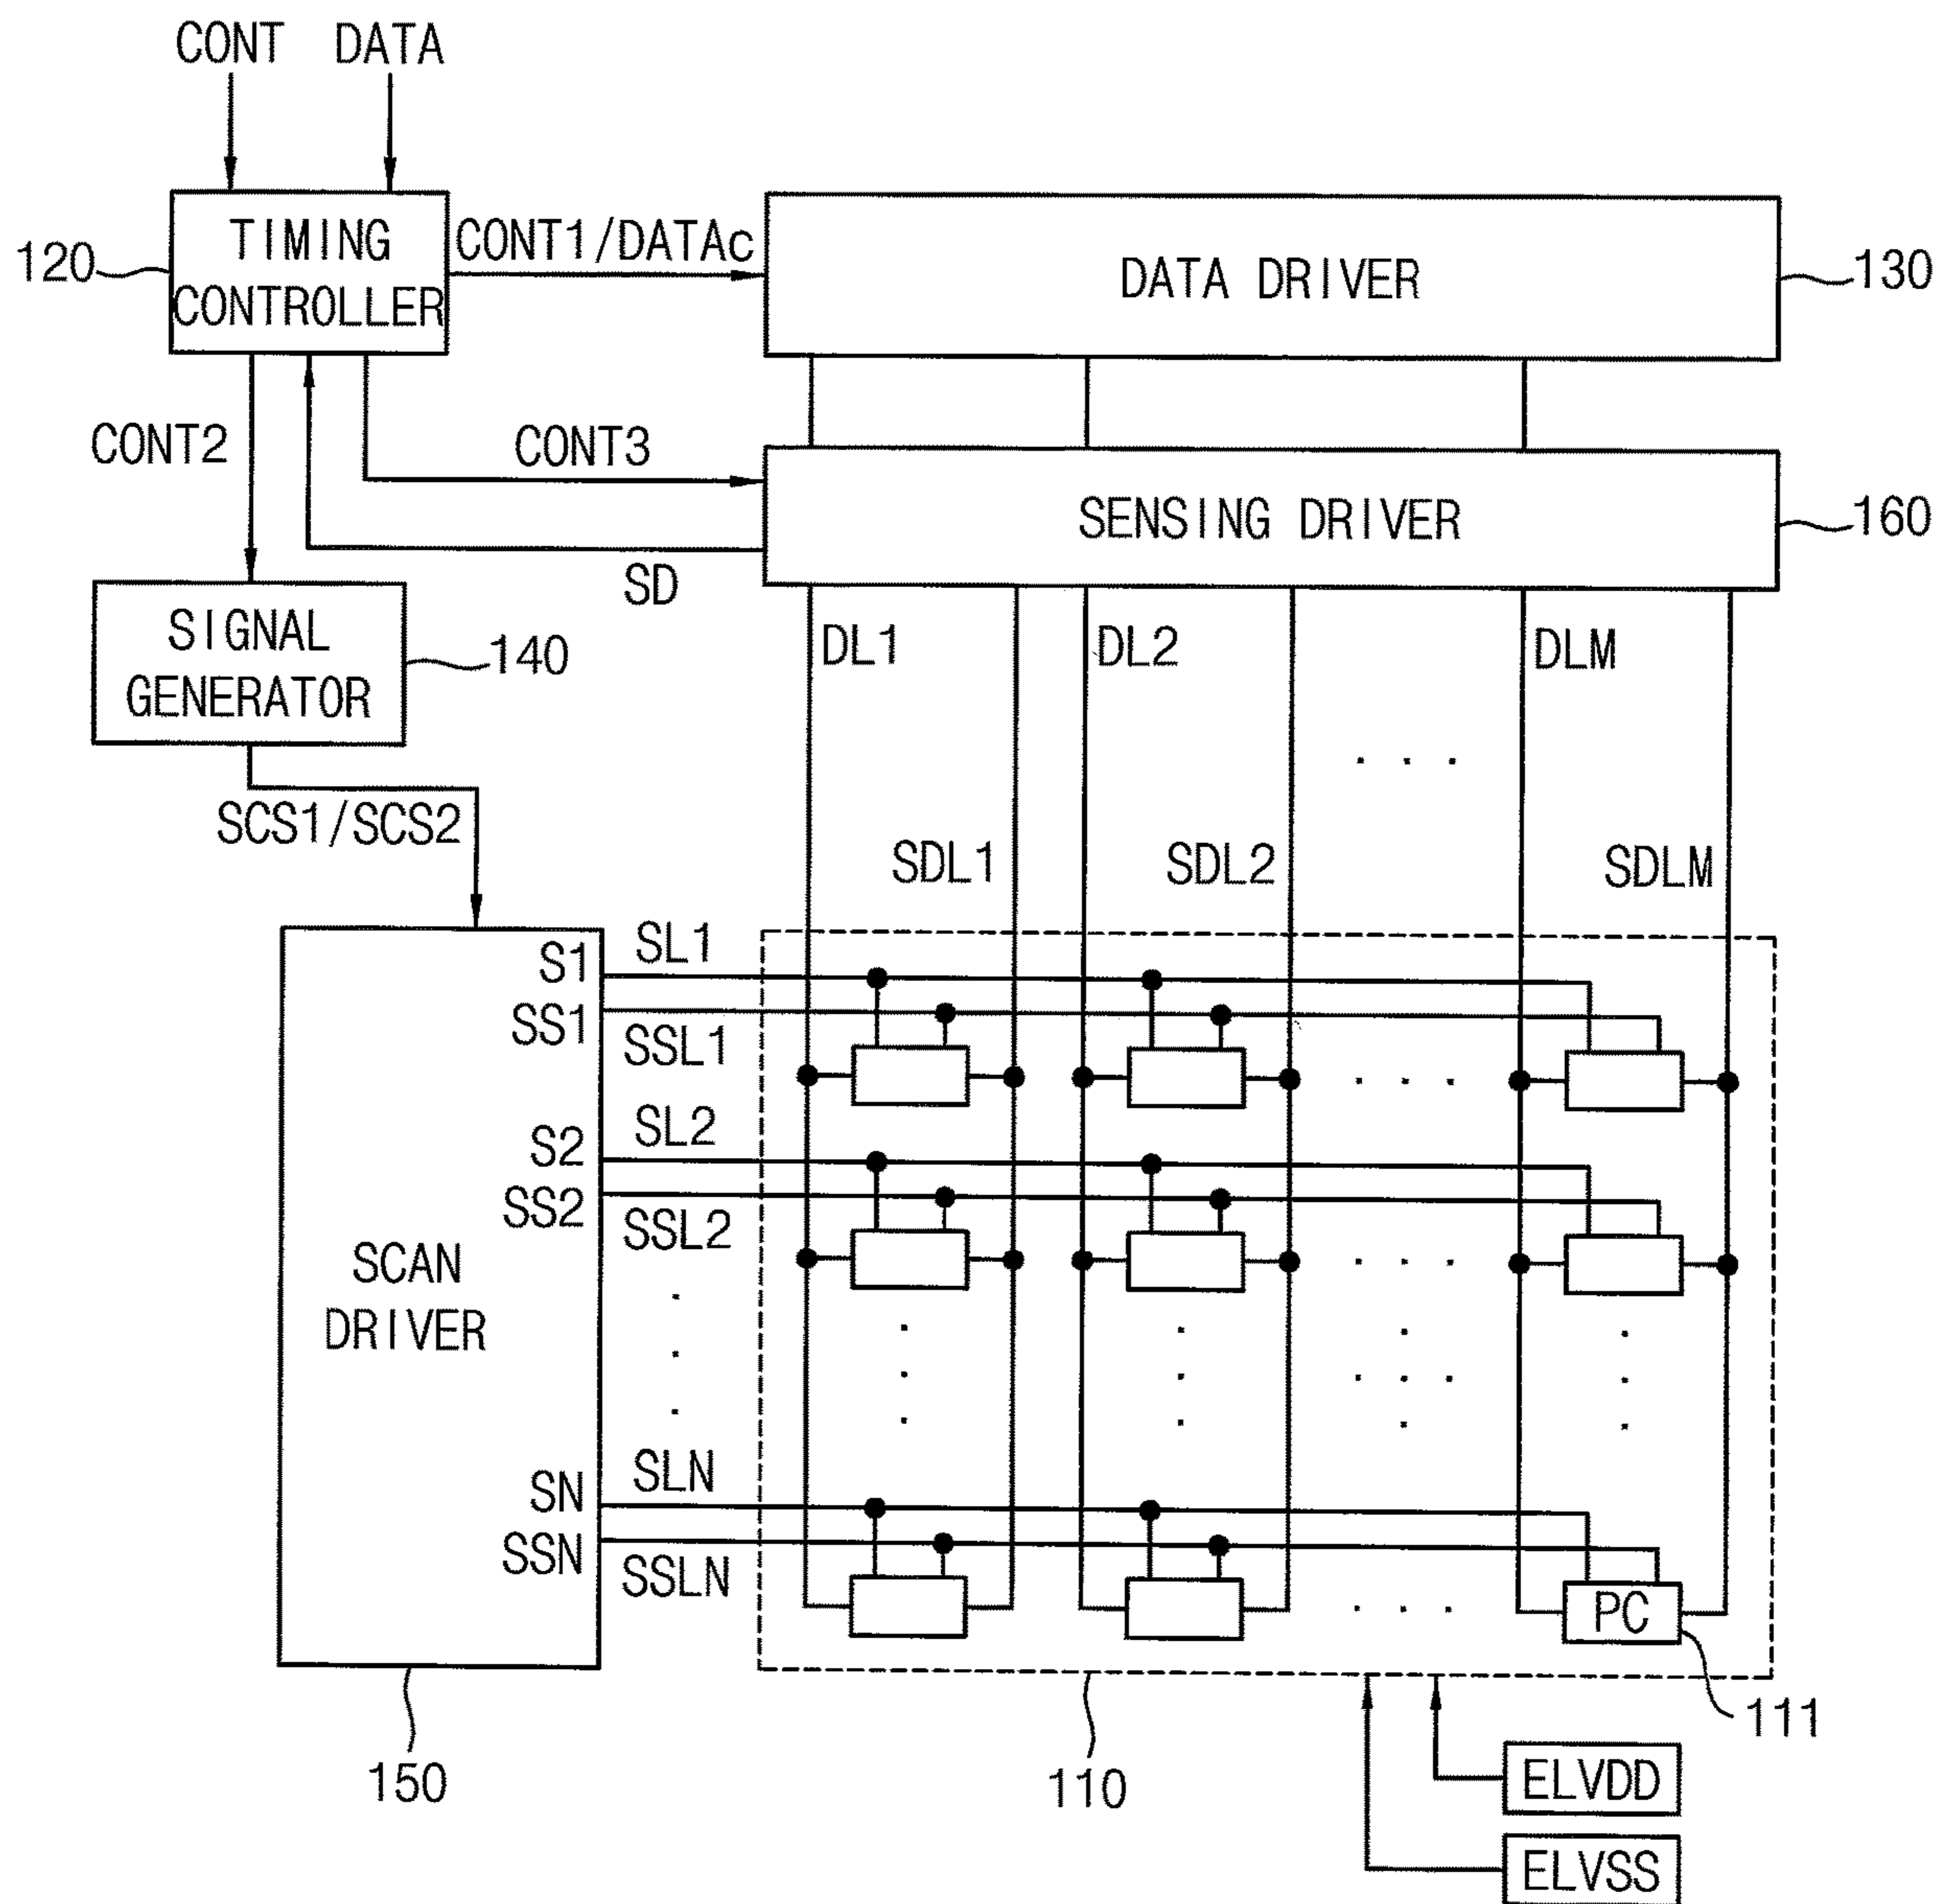 CONT DATA
TIMING
CONTROLLER
120
CONT1/DATAc
DATA DRIVER
130
CONT2
CONT3
SENSING DRIVER
160
SD
SIGNAL
GENERATOR
140
DL1
DL2
DLM
SCS1/SCS2
SDL1
SDL2
SDLM
S1
SL1
SS1
SSL1
S2
SL2
SS2
SSL2
SCAN
DRIVER
SN
SLN
SSN
SSLN
PC
111
150
110
ELVDD
ELVSS